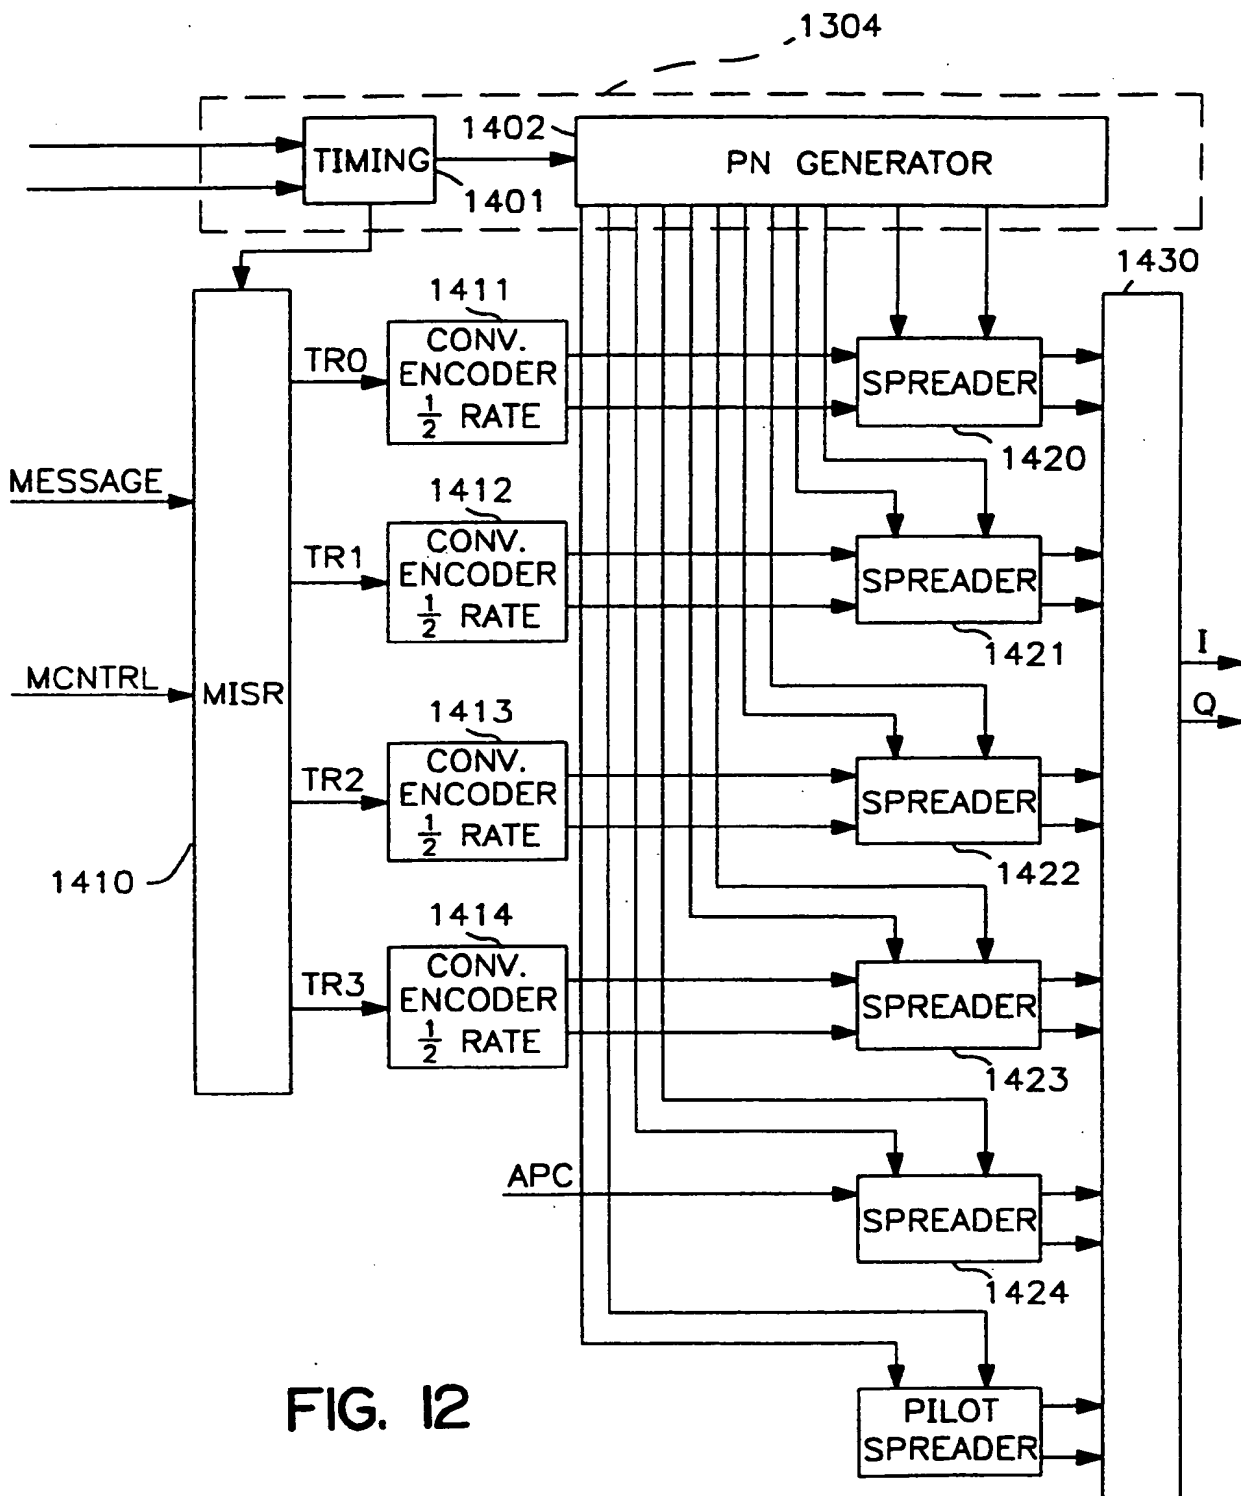 1304
1402
TIMING
PN GENERATOR
1401
1430
1411
CONV.
ENCODER
1/2 RATE
TR0
SPREADER
1420
MESSAGE
1412
CONV.
ENCODER
1/2 RATE
TR1
SPREADER
1421
I
MCNTRL
MISR
Q
1413
CONV.
ENCODER
1/2 RATE
TR2
SPREADER
1422
1410
1414
CONV.
ENCODER
1/2 RATE
TR3
SPREADER
1423
APC
SPREADER
1424
PILOT
SPREADER
FIG. 12